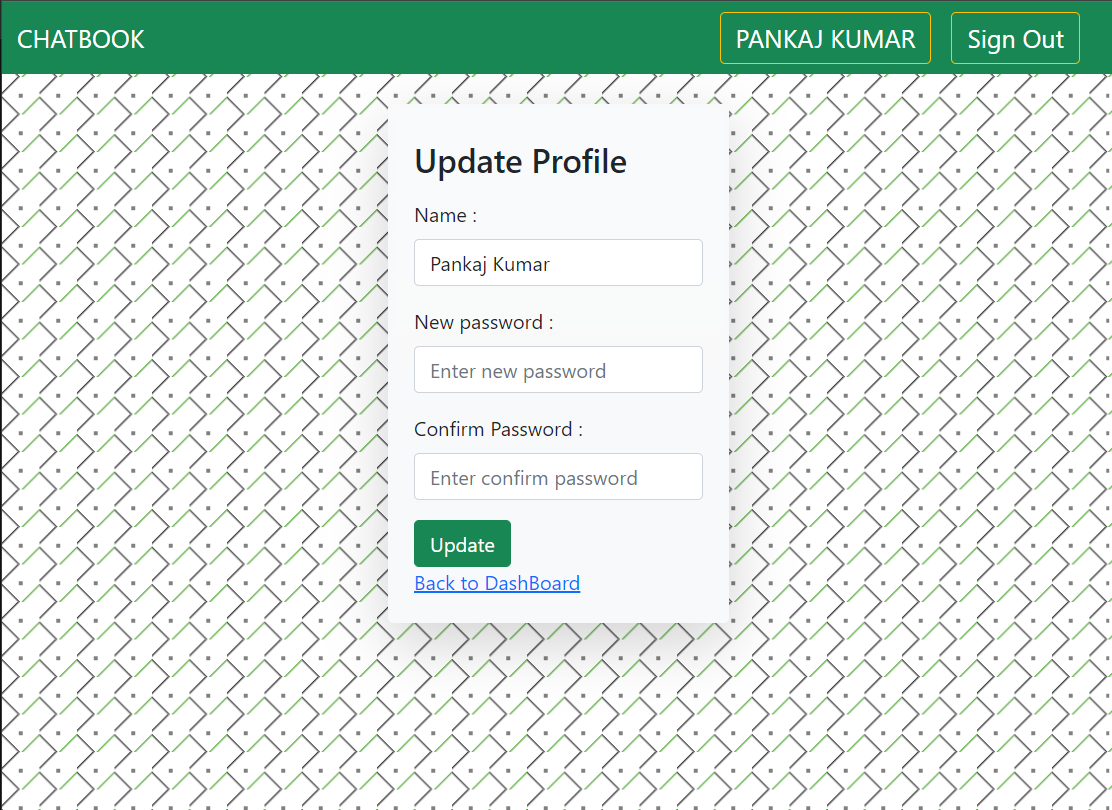 CHATBOOK
PANKAJ KUMAR
Sign Out
Update Profile
Name :
Pankaj Kumar
New password :
Enter new password
Confirm Password :
Enter confirm password
Update
Back to DashBoard